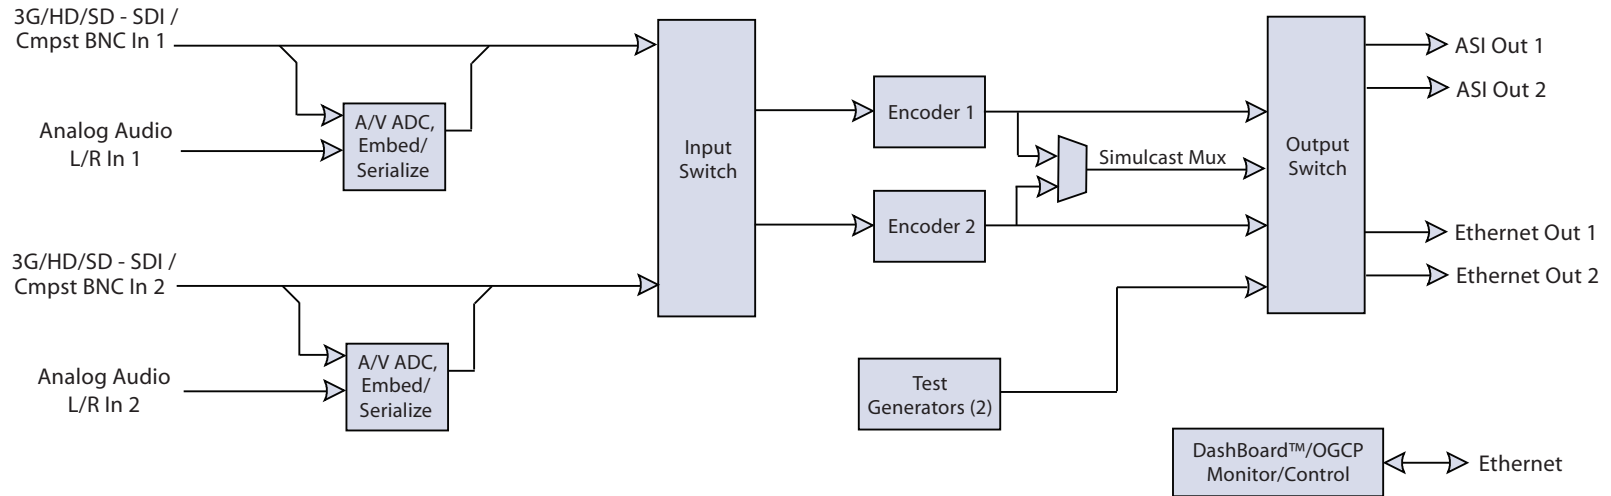 3G/HD/SD - SDI /
Cmpst BNC In 1
Analog Audio
L/R In 1
A/V ADC,
Embed/
Serialize
3G/HD/SD - SDI /
Cmpst BNC In 2
Analog Audio
L/R In 2
A/V ADC,
Embed/
Serialize
Input
Switch
Encoder 1
Encoder 2
Simulcast Mux
Test
Generators (2)
Output
Switch
ASI Out 1
ASI Out 2
Ethernet Out 1
Ethernet Out 2
DashBoard™/OGCP
Monitor/Control
Ethernet